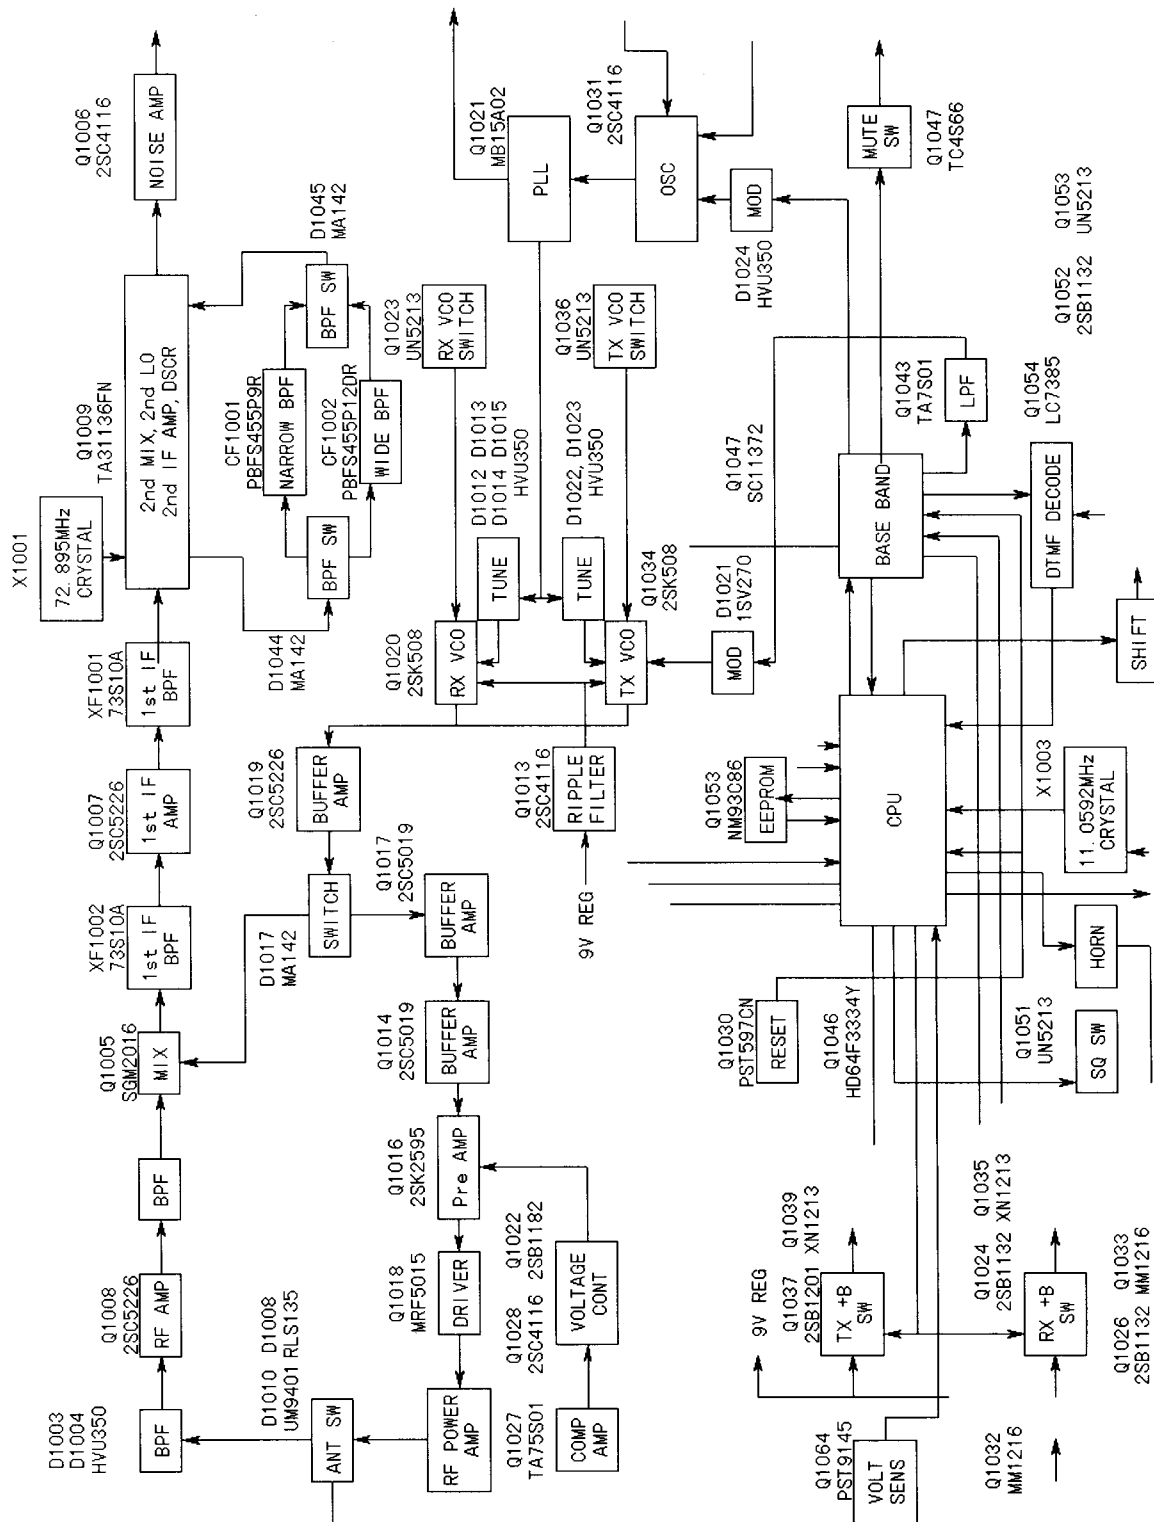 D1003
D1004
HVU350
BPF
Q1008
2SC5226
RF AMP
BPF
Q1005
SGM2016
MIX
XF1002
73S10A
1st IF
BPF
Q1007
2SC5226
1st IF
AMP
XF1001
73S10A
1st IF
BPF
X1001
72.895MHz
CRYSTAL
Q1009
TA31136FN
2nd MIX, 2nd LO
2nd IF AMP, DSCR
Q1006
2SC4116
NOISE AMP
D1010 D1008
UM9401 RLS135
ANT SW
D1017
MA142
SWITCH
Q1019
2SC5226
BUFFER
AMP
D1044
MA142
BPF SW
CF1001
PBFS455P9R
NARROW BPF
CF1002
PBFS455P12DR
WIDE BPF
D1045
MA142
BPF SW
RF POWER
AMP
Q1018
MRF5015
DRIVER
Q1016
2SK2595
Pre AMP
Q1014
2SC5019
BUFFER
AMP
Q1017
2SC5019
BUFFER
AMP
Q1020
2SK508
RX VCO
TUNE
D1012 D1013
D1014 D1015
HVU350
Q1023
UN5213
RX VCO
SWITCH
Q1021
MB15A02
PLL
Q1027
TA75S01
COMP
AMP
Q1028 Q1022
2SC4116 2SB1182
VOLTAGE
CONT
9V REG
Q1013
2SC4116
RIPPLE
FILTER
TX VCO
Q1034
2SK508
TUNE
D1022, D1023
HVU350
Q1036
UN5213
TX VCO
SWITCH
Q1031
2SC4116
OSC
D1021
1SV270
MOD
D1024
HVU350
MOD
Q1047
SC11372
BASE BAND
Q1043
TA7S01
LPF
MUTE
SW
Q1047
TC4S66
Q1030
PST597CN
RESET
Q1053
NM93C86
EEPROM
Q1046
HD64F3334Y
CPU
Q1054
LC7385
DTMF DECODE
Q1052 Q1053
2SB1132 UN5213
9V REG
Q1037 Q1039
2SB1201 XN1213
TX +B
SW
Q1064
PST9145
VOLT
SENS
Q1024 Q1035
2SB1132 XN1213
RX +B
SW
Q1032
MM1216
Q1026 Q1033
2SB1132 MM1216
Q1051
UN5213
SQ SW
HORN
X1003
11.0592MHz
CRYSTAL
SHIFT